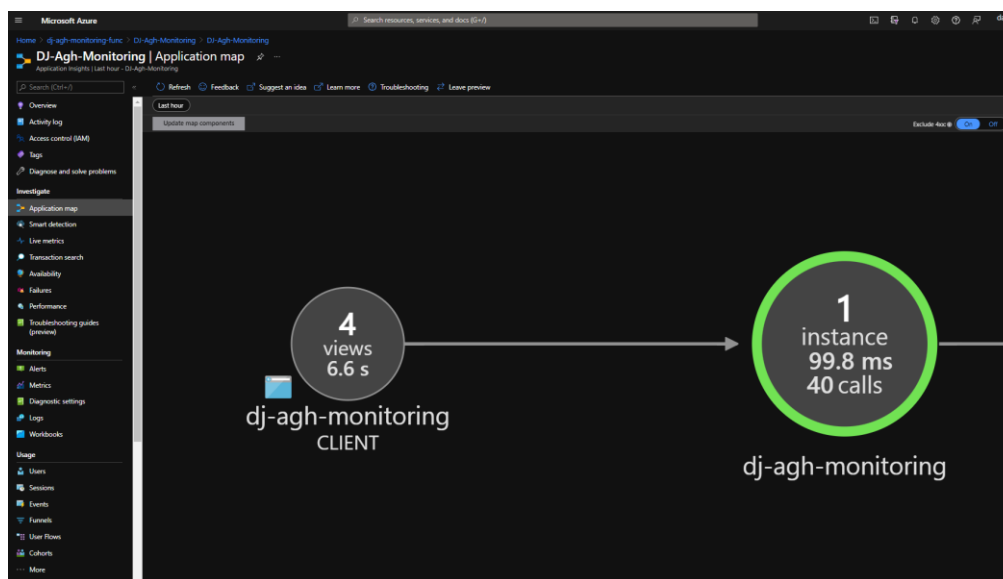 Microsoft Azure
Search resources, services, and docs (G+/)
Home > dj-agh-monitoring-func > DJ-Agh-Monitoring > DJ-Agh-Monitoring
DJ-Agh-Monitoring | Application map
Application Insights | Last hour - DJ-Agh-Monitoring
Search (Ctrl+/)
Refresh Feedback Suggest an idea Learn more Troubleshooting Leave preview
Overview
Activity log
Access control (IAM)
Tags
Diagnose and solve problems
Investigate
Application map
Smart detection
Live metrics
Transaction search
Availability
Failures
Performance
Troubleshooting guides
(preview)
Monitoring
Alerts
Metrics
Diagnostic settings
Logs
Workbooks
Usage
Users
Sessions
Events
Funnels
User Flows
Cohorts
More
Last hour
Update map components
Exclude 4xx On Off
4
views
6.6 s
dj-agh-monitoring
CLIENT
1
instance
99.8 ms
40 calls
dj-agh-monitoring